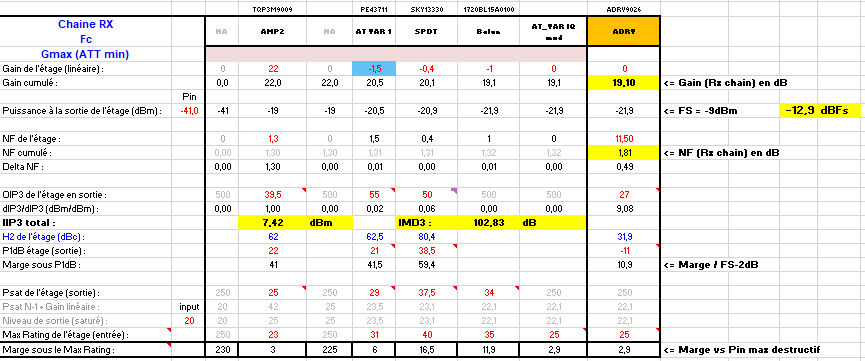 TQP3M9009 PE43711 SKY13330 1720BL15A0100 ADRV9026
Chaine RX
Fc
Gmax (ATT min)
NA AMP2 NA AT VAR 1 SPDT Balun AT_VAR IQ mod ADRV
Gain de l'étage (linéaire) : 0 22 0 -1,5 -0,4 -1 0 0
Gain cumulé : 0,0 22,0 22,0 20,5 20,1 19,1 19,1 19,10 <= Gain (Rx chain) en dB
Pin
Puissance à la sortie de l'étage (dBm) : -41,0 -41 -19 -19 -20,5 -20,9 -21,9 -21,9 -21,9 <= FS = -9dBm -12,9 dBFs
NF de l'étage : 0 1,3 0 1,5 0,4 1 0 11,50
NF cumulé : 0,00 1,30 1,30 1,31 1,31 1,32 1,32 1,81 <= NF (Rx chain) en dB
Delta NF : 0,00 1,30 0,00 0,01 0,00 0,01 0,00 0,49
OIP3 de l'étage en sortie : 500 39,5 500 55 50 500 500 27
dIP3/dIP3 (dBm/dBm) : 0,00 1,00 0,00 0,02 0,06 0,00 0,00 9,08
IIP3 total : 7,42 dBm IMD3 : 102,83 dB
H2 de l'étage (dBc) 62 62,5 80,4 31,9
P1dB étage (sortie) : 22 21 38,5 -11
Marge sous P1dB : 41 41,5 59,4 10,9 <= Marge / FS-2dB
Psat de l'étage (sortie) : 250 25 250 29 37,5 34 250 250
Psat N-1 + Gain linéaire : input 20 42 25 23,5 23,1 22,1 22,1 22,1
Niveau de sortie (saturé) : 20 20 25 25 23,5 23,1 22,1 22,1 22,1
Max Rating de l'étage (entrée) : 250 23 250 31 40 35 25 25
Marge sous le Max Rating : 230 3 225 6 16,5 11,9 2,9 2,9 <= Marge vs Pin max destructif